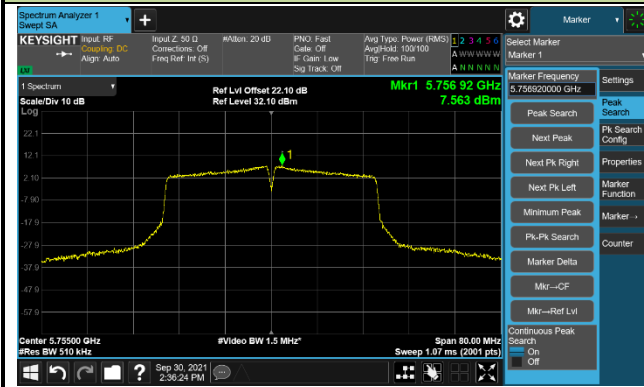 Spectrum Analyzer 1
Swept SA
Marker
KEYSIGHT Input: RF
Coupling: DC
Align: Auto
Input Z: 50 Ω
Corrections: Off
Freq Ref: Int (S)
#Atten: 20 dB
PNO: Fast
Gate: Off
IF Gain: Low
Sig Track: Off
Avg Type: Power (RMS)
Avg|Hold: 100/100
Trig: Free Run
1 2 3 4 5 6
A W W W W W
A N N N N N
LXI
Select Marker
Marker 1
1 Spectrum
Scale/Div 10 dB
Log
Ref Lvl Offset 22.10 dB
Ref Level 32.10 dBm
Mkr1 5.756 92 GHz
7.563 dBm
22.1
12.1
2.10
-7.90
-17.9
-27.9
-37.9
-47.9
-57.9
1
Center 5.75500 GHz
#Res BW 510 kHz
#Video BW 1.5 MHz*
Span 80.00 MHz
Sweep 1.07 ms (2001 pts)
Marker Frequency
5.756920000 GHz
Peak Search
Next Peak
Next Pk Right
Next Pk Left
Minimum Peak
Pk-Pk Search
Marker Delta
Mkr→CF
Mkr→Ref Lvl
Continuous Peak
Search
On
Off
Settings
Peak
Search
Pk Search
Config
Properties
Marker
Function
Marker→
Counter
Sep 30, 2021
2:36:24 PM